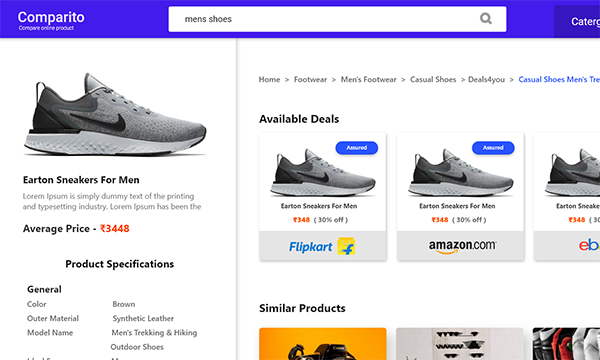 Comparito
Compare online product
mens shoes
Caterg
Home > Footwear > Men's Footwear > Casual Shoes > Deals4you > Casual Shoes Men's Tre
Earton Sneakers For Men
Lorem Ipsum is simply dummy text of the printing
and typesetting industry. Lorem Ipsum has been the
Average Price - ₹3448
Product Specifications
General
Color Brown
Outer Material Synthetic Leather
Model Name Men's Trekking & Hiking
Outdoor Shoes
Available Deals
Assured
Earton Sneakers For Men
₹348 ( 30% off )
Flipkart
Assured
Earton Sneakers For Men
₹348 ( 30% off )
amazon.com
Earton Sneake
₹348 ( 3
eb
Similar Products